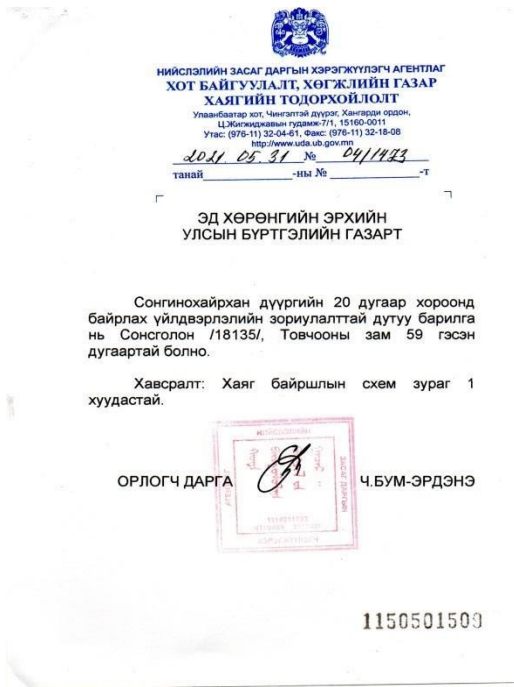 НИЙСЛЭЛИЙН ЗАСАГ ДАРГЫН ХЭРЭГЖҮҮЛЭГЧ АГЕНТЛАГ
ХОТ БАЙГУУЛАЛТ, ХӨГЖЛИЙН ГАЗАР
ХАЯГИЙН ТОДОРХОЙЛОЛТ
Улаанбаатар хот, Чингэлтэй дүүрэг, Хангарди ордон,
Ц.Жигжиджавын гудамж-7/1, 15160-0011
Утас: (976-11) 32-04-61, Факс: (976-11) 32-18-08
http://www.uda.ub.gov.mn
2021. 05. 31 № 04/1473
танай -ны № -т
ЭД ХӨРӨНГИЙН ЭРХИЙН
УЛСЫН БҮРТГЭЛИЙН ГАЗАРТ
Сонгинохайрхан дүүргийн 20 дугаар хороонд
байрлах үйлдвэрлэлийн зориулалттай дутуу барилга
нь Сонсголон /18135/, Товчооны зам 59 гэсэн
дугаартай болно.
Хавсралт: Хаяг байршлын схем зураг 1
хуудастай.
НИЙСЛЭЛИЙН
ЗАСАГ ДАРГЫН
ОРЛОГЧ ДАРГА Ч.БУМ-ЭРДЭНЭ
1150501509